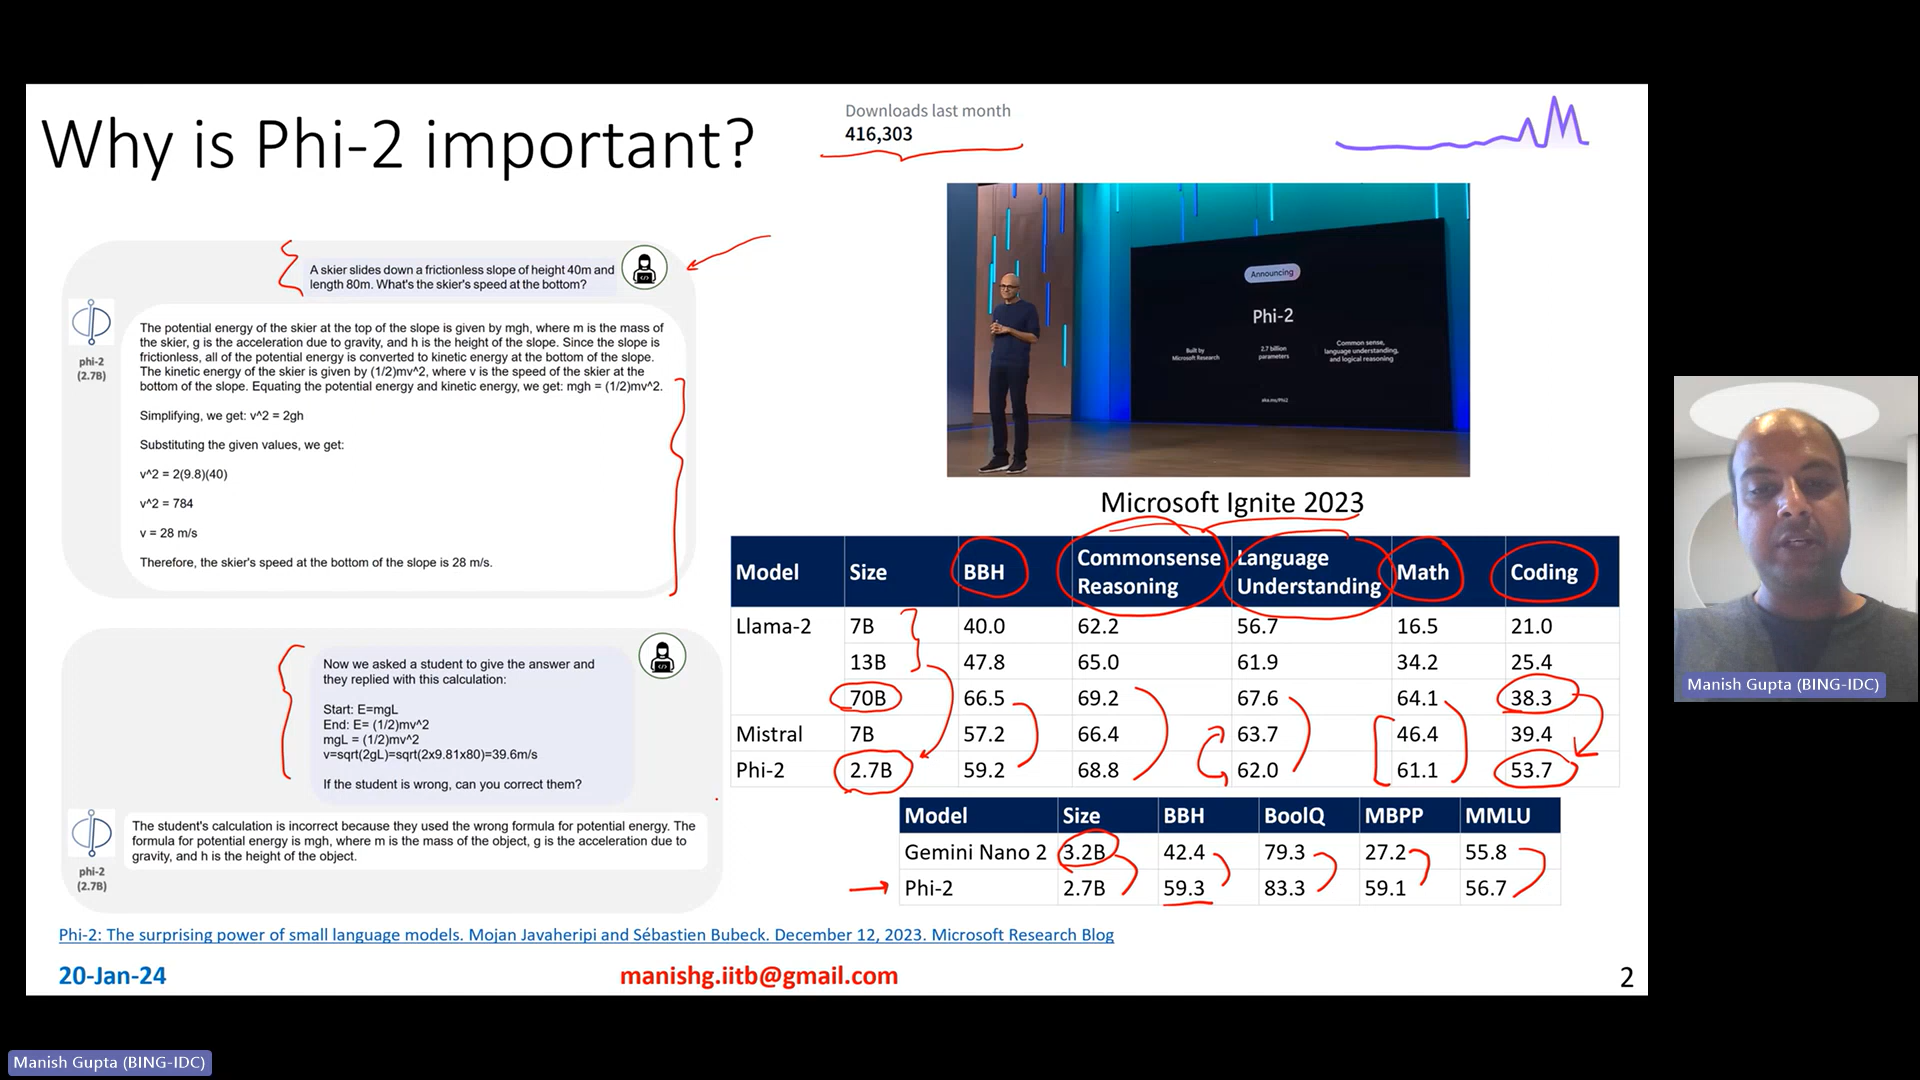 Why is Phi-2 important?
Downloads last month
416,303
A skier slides down a frictionless slope of height 40m and
length 80m. What's the skier's speed at the bottom?
phi-2
(2.7B)
The potential energy of the skier at the top of the slope is given by mgh, where m is the mass of
the skier, g is the acceleration due to gravity, and h is the height of the slope. Since the slope is
frictionless, all of the potential energy is converted to kinetic energy at the bottom of the slope.
The kinetic energy of the skier is given by (1/2)mv^2, where v is the speed of the skier at the
bottom of the slope. Equating the potential energy and kinetic energy, we get: mgh = (1/2)mv^2.
Simplifying, we get: v^2 = 2gh
Substituting the given values, we get:
v^2 = 2(9.8)(40)
v^2 = 784
v = 28 m/s
Therefore, the skier's speed at the bottom of the slope is 28 m/s.
Now we asked a student to give the answer and
they replied with this calculation:
Start: E=mgL
End: E= (1/2)mv^2
mgL = (1/2)mv^2
v=sqrt(2gL)=sqrt(2x9.81x80)=39.6m/s
If the student is wrong, can you correct them?
phi-2
(2.7B)
The student's calculation is incorrect because they used the wrong formula for potential energy. The
formula for potential energy is mgh, where m is the mass of the object, g is the acceleration due to
gravity, and h is the height of the object.
Announcing
Phi-2
Built by
Microsoft Research
2.7 billion
parameters
Common sense,
language understanding,
and logical reasoning
aka.ms/Phi2
Microsoft Ignite 2023
Model Size BBH Commonsense Reasoning Language Understanding Math Coding
Llama-2 7B 40.0 62.2 56.7 16.5 21.0
13B 47.8 65.0 61.9 34.2 25.4
70B 66.5 69.2 67.6 64.1 38.3
Mistral 7B 57.2 66.4 63.7 46.4 39.4
Phi-2 2.7B 59.2 68.8 62.0 61.1 53.7
Model Size BBH BoolQ MBPP MMLU
Gemini Nano 2 3.2B 42.4 79.3 27.2 55.8
Phi-2 2.7B 59.3 83.3 59.1 56.7
Phi-2: The surprising power of small language models. Mojan Javaheripi and Sébastien Bubeck. December 12, 2023. Microsoft Research Blog
20-Jan-24
manishg.iitb@gmail.com
2
Manish Gupta (BING-IDC)
Manish Gupta (BING-IDC)